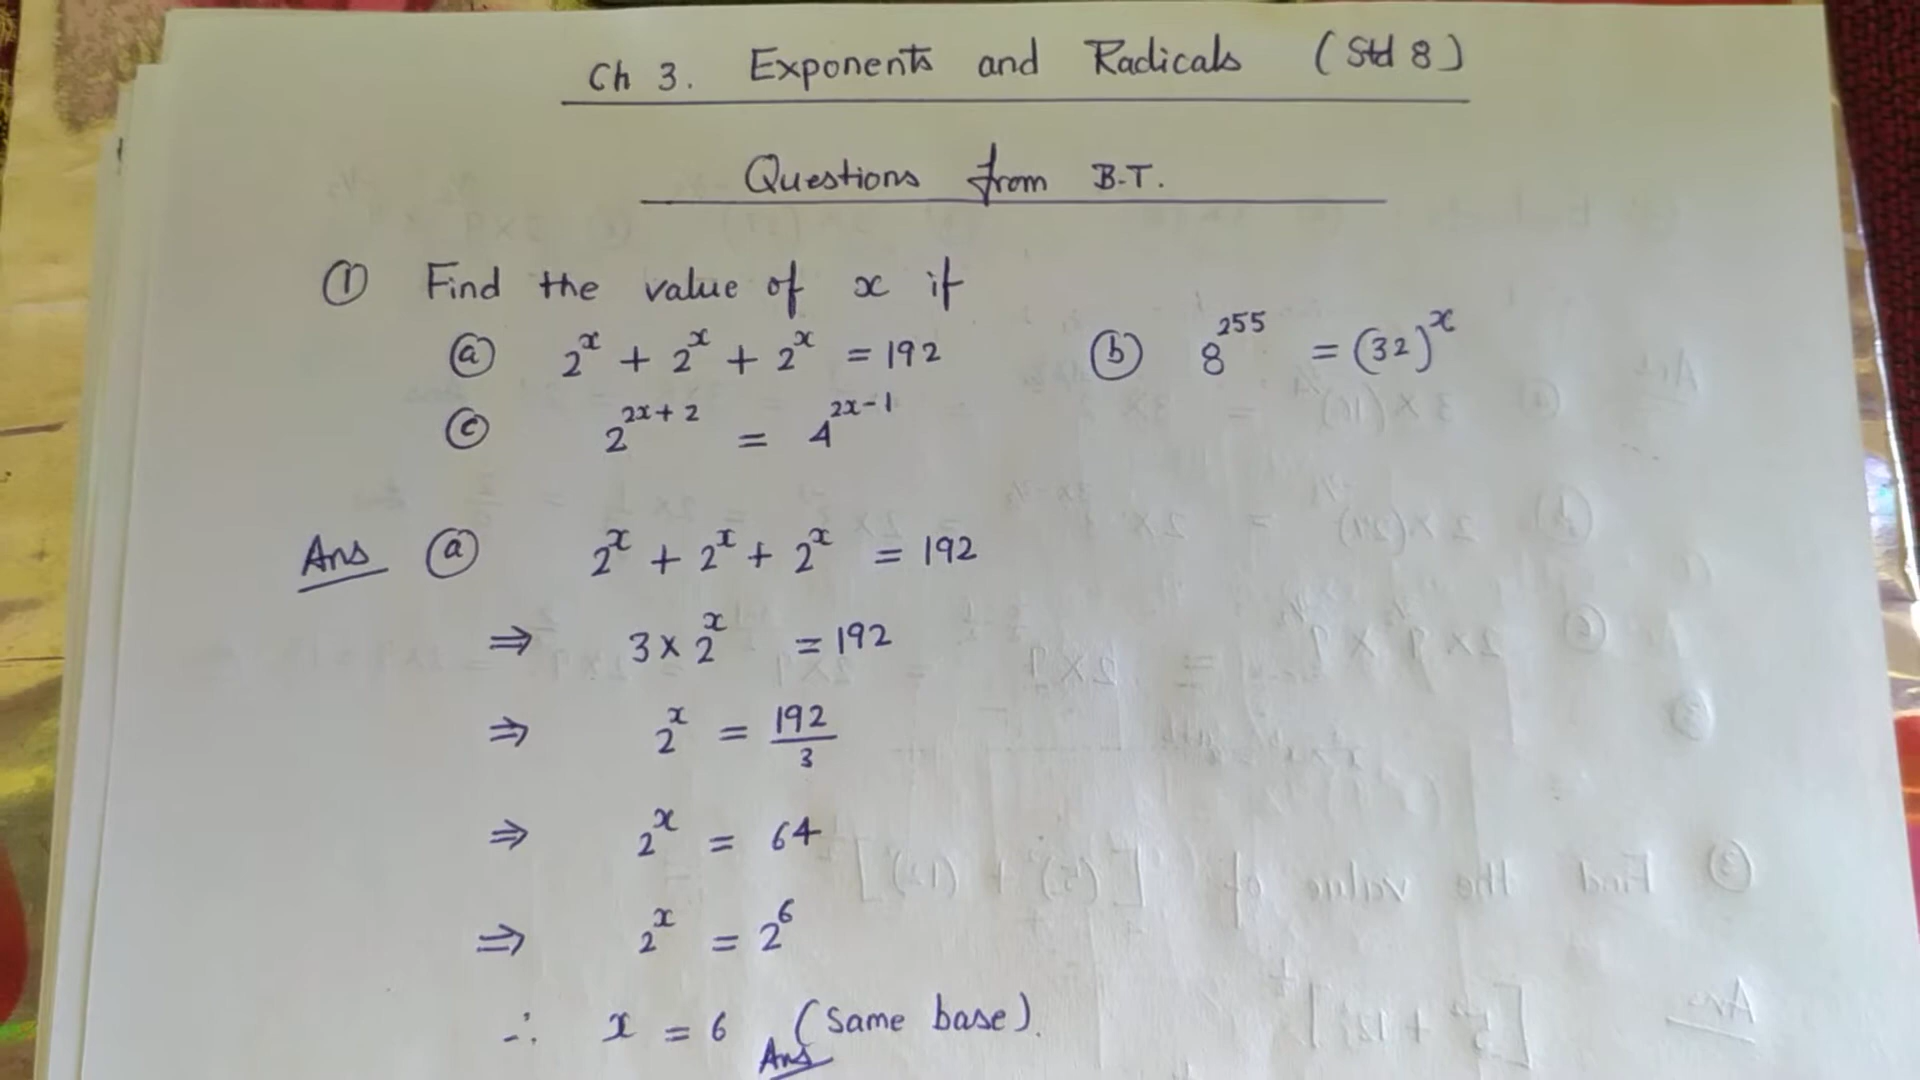 Ch 3. Exponents and Radicals (Std 8)
Questions from B.T.
① Find the value of x if
ⓐ 2^x + 2^x + 2^x = 192 ⓑ 8^255 = (32)^x
ⓒ 2^(2x+2) = 4^(2x-1)
Ans ⓐ 2^x + 2^x + 2^x = 192
⇒ 3 × 2^x = 192
⇒ 2^x = 192/3
⇒ 2^x = 64
⇒ 2^x = 2^6
∴ x = 6 (Same base).
Ans